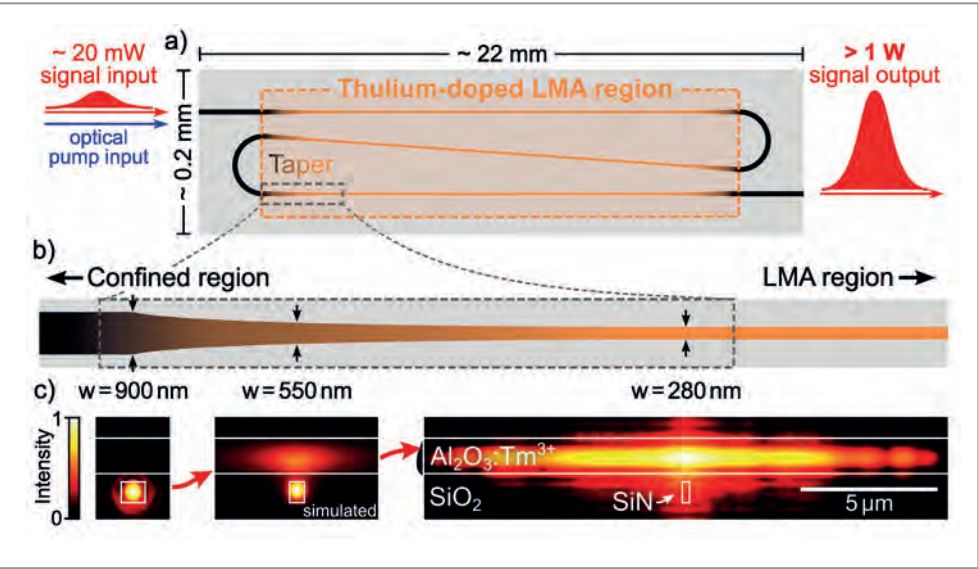 a)
~ 22 mm
~ 20 mW
signal input
optical
pump input
~ 0.2 mm
Thulium-doped LMA region
Taper
> 1 W
signal output
b)
Confined region
LMA region
w = 900 nm
w = 550 nm
w = 280 nm
c)
Intensity
1
0
simulated
Al₂O₃:Tm³⁺
SiO₂
SiN
5 µm